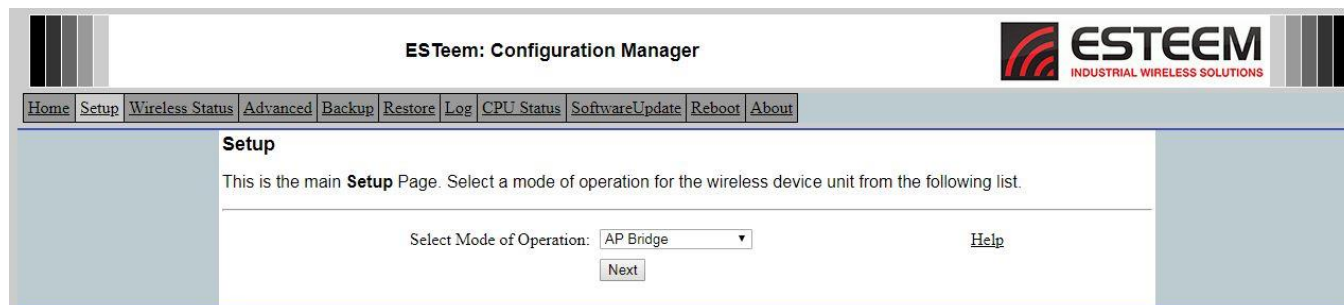 ESTeem: Configuration Manager
ESTEEM
INDUSTRIAL WIRELESS SOLUTIONS
Home Setup Wireless Status Advanced Backup Restore Log CPU Status SoftwareUpdate Reboot About
Setup
This is the main Setup Page. Select a mode of operation for the wireless device unit from the following list.
Select Mode of Operation: AP Bridge Help
Next